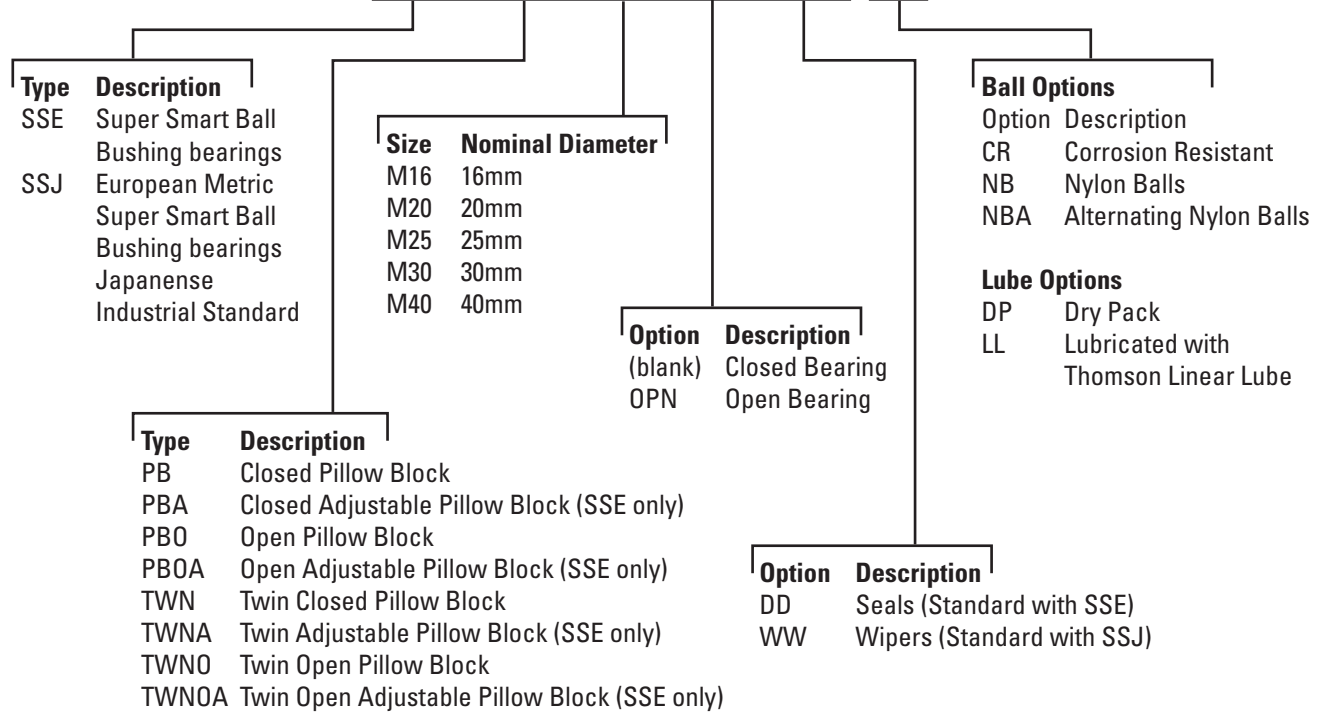 Type Description
SSE Super Smart Ball
Bushing bearings
SSJ European Metric
Super Smart Ball
Bushing bearings
Japanense
Industrial Standard
Size Nominal Diameter
M16 16mm
M20 20mm
M25 25mm
M30 30mm
M40 40mm
Ball Options
Option Description
CR Corrosion Resistant
NB Nylon Balls
NBA Alternating Nylon Balls
Lube Options
DP Dry Pack
LL Lubricated with
Thomson Linear Lube
Option Description
(blank) Closed Bearing
OPN Open Bearing
Type Description
PB Closed Pillow Block
PBA Closed Adjustable Pillow Block (SSE only)
PBO Open Pillow Block
PBOA Open Adjustable Pillow Block (SSE only)
TWN Twin Closed Pillow Block
TWNA Twin Adjustable Pillow Block (SSE only)
TWNO Twin Open Pillow Block
TWNOA Twin Open Adjustable Pillow Block (SSE only)
Option Description
DD Seals (Standard with SSE)
WW Wipers (Standard with SSJ)